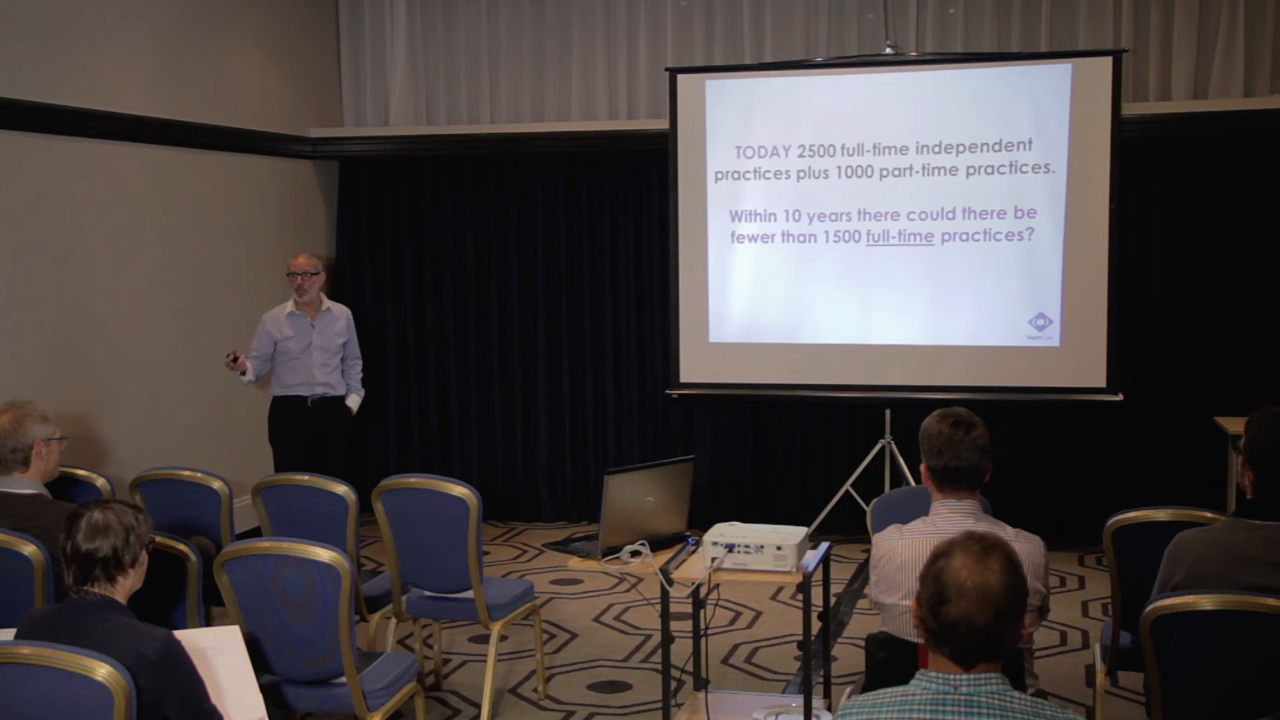 TODAY 2500 full-time independent
practices plus 1000 part-time practices.
Within 10 years there could there be
fewer than 1500 full-time practices?